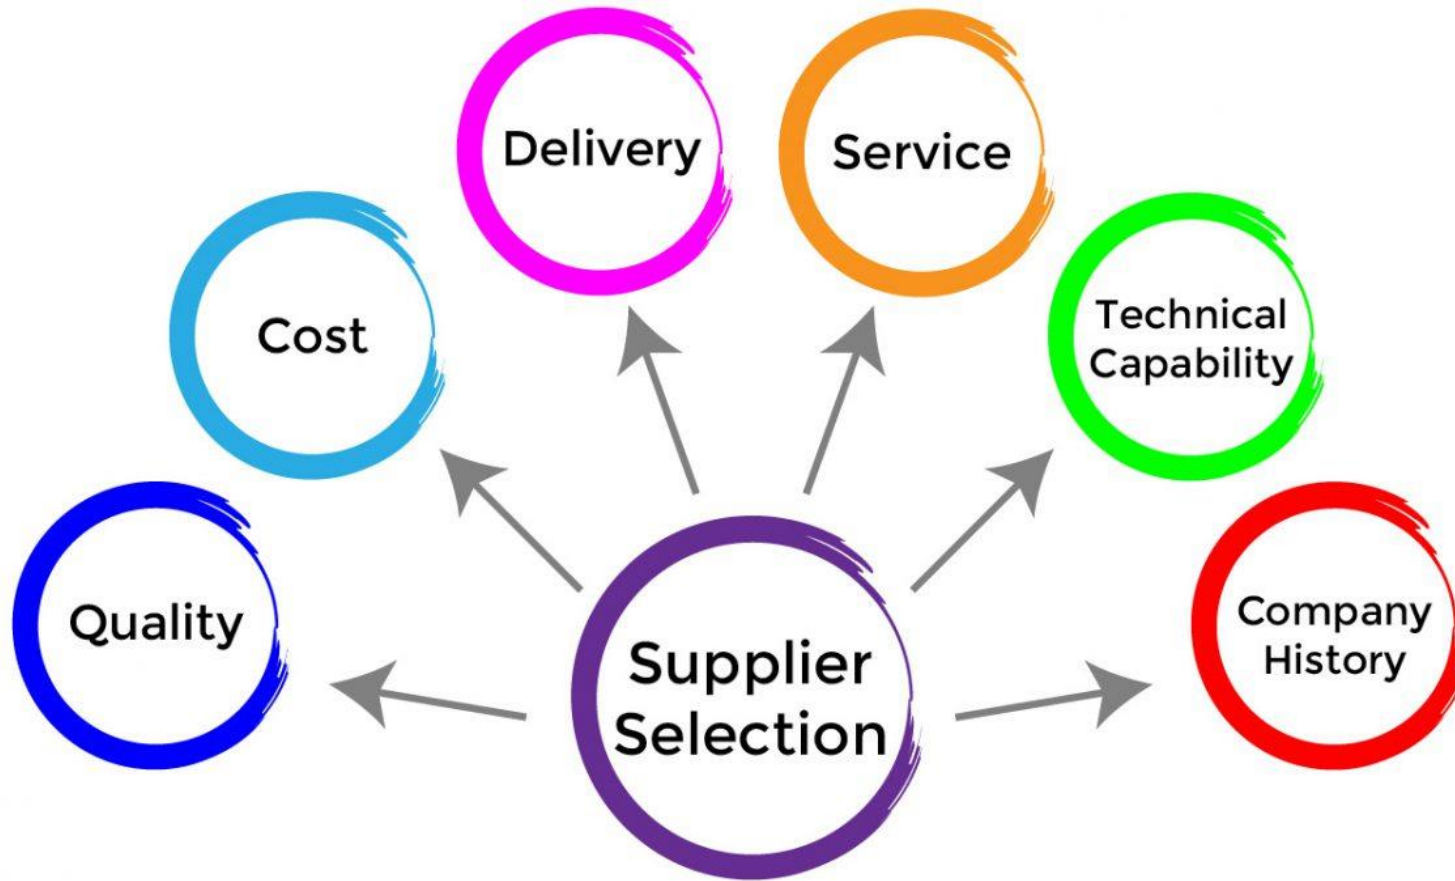 Delivery
Service
Cost
Technical
Capability
Quality
Company
History
Supplier
Selection